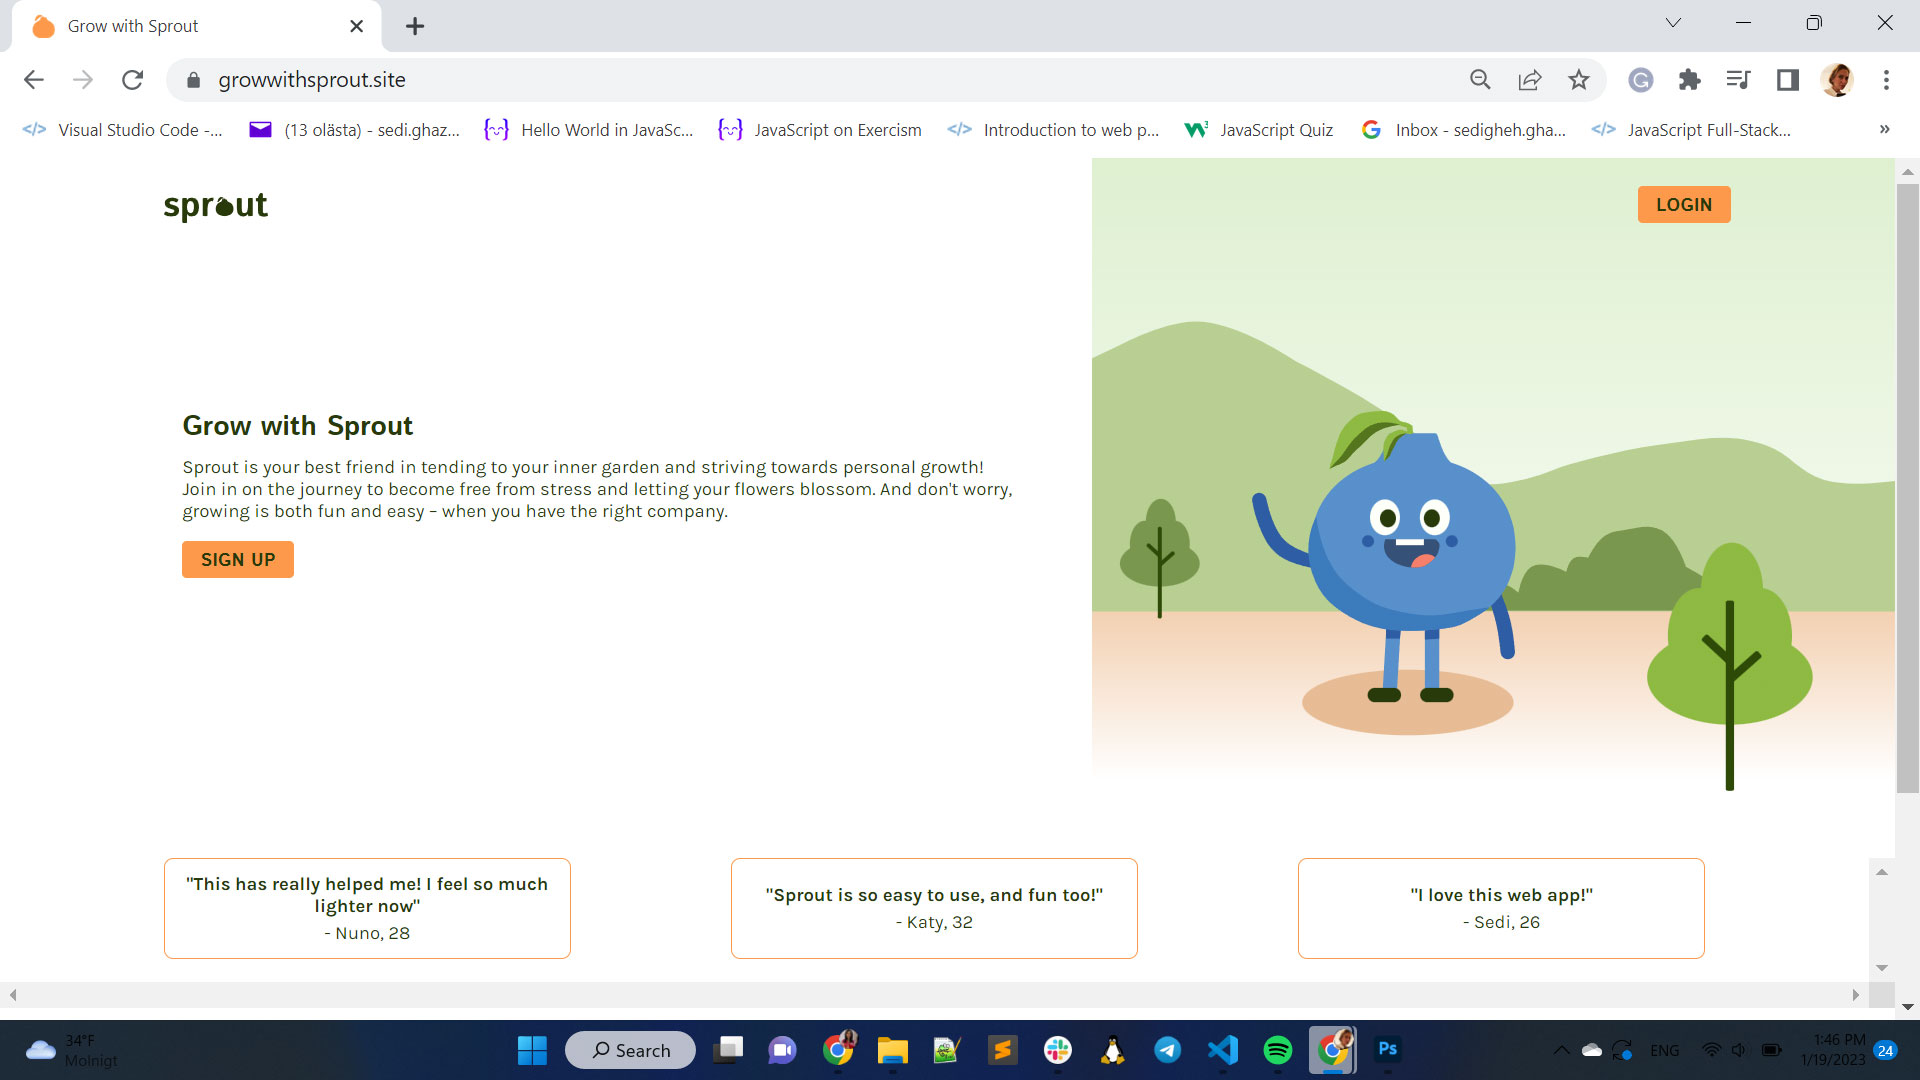 Grow with Sprout
growwithsprout.site
Visual Studio Code -...
(13 olästa) - sedi.ghaz...
Hello World in JavaSc...
JavaScript on Exercism
Introduction to web p...
JavaScript Quiz
Inbox - sedigheh.gha...
JavaScript Full-Stack...
»
sprout
LOGIN
Grow with Sprout
Sprout is your best friend in tending to your inner garden and striving towards personal growth!
Join in on the journey to become free from stress and letting your flowers blossom. And don't worry,
growing is both fun and easy – when you have the right company.
SIGN UP
"This has really helped me! I feel so much
lighter now"
- Nuno, 28
"Sprout is so easy to use, and fun too!"
- Katy, 32
"I love this web app!"
- Sedi, 26
34°F
Molnigt
Search
Ps
ENG
1:46 PM
1/19/2023
24